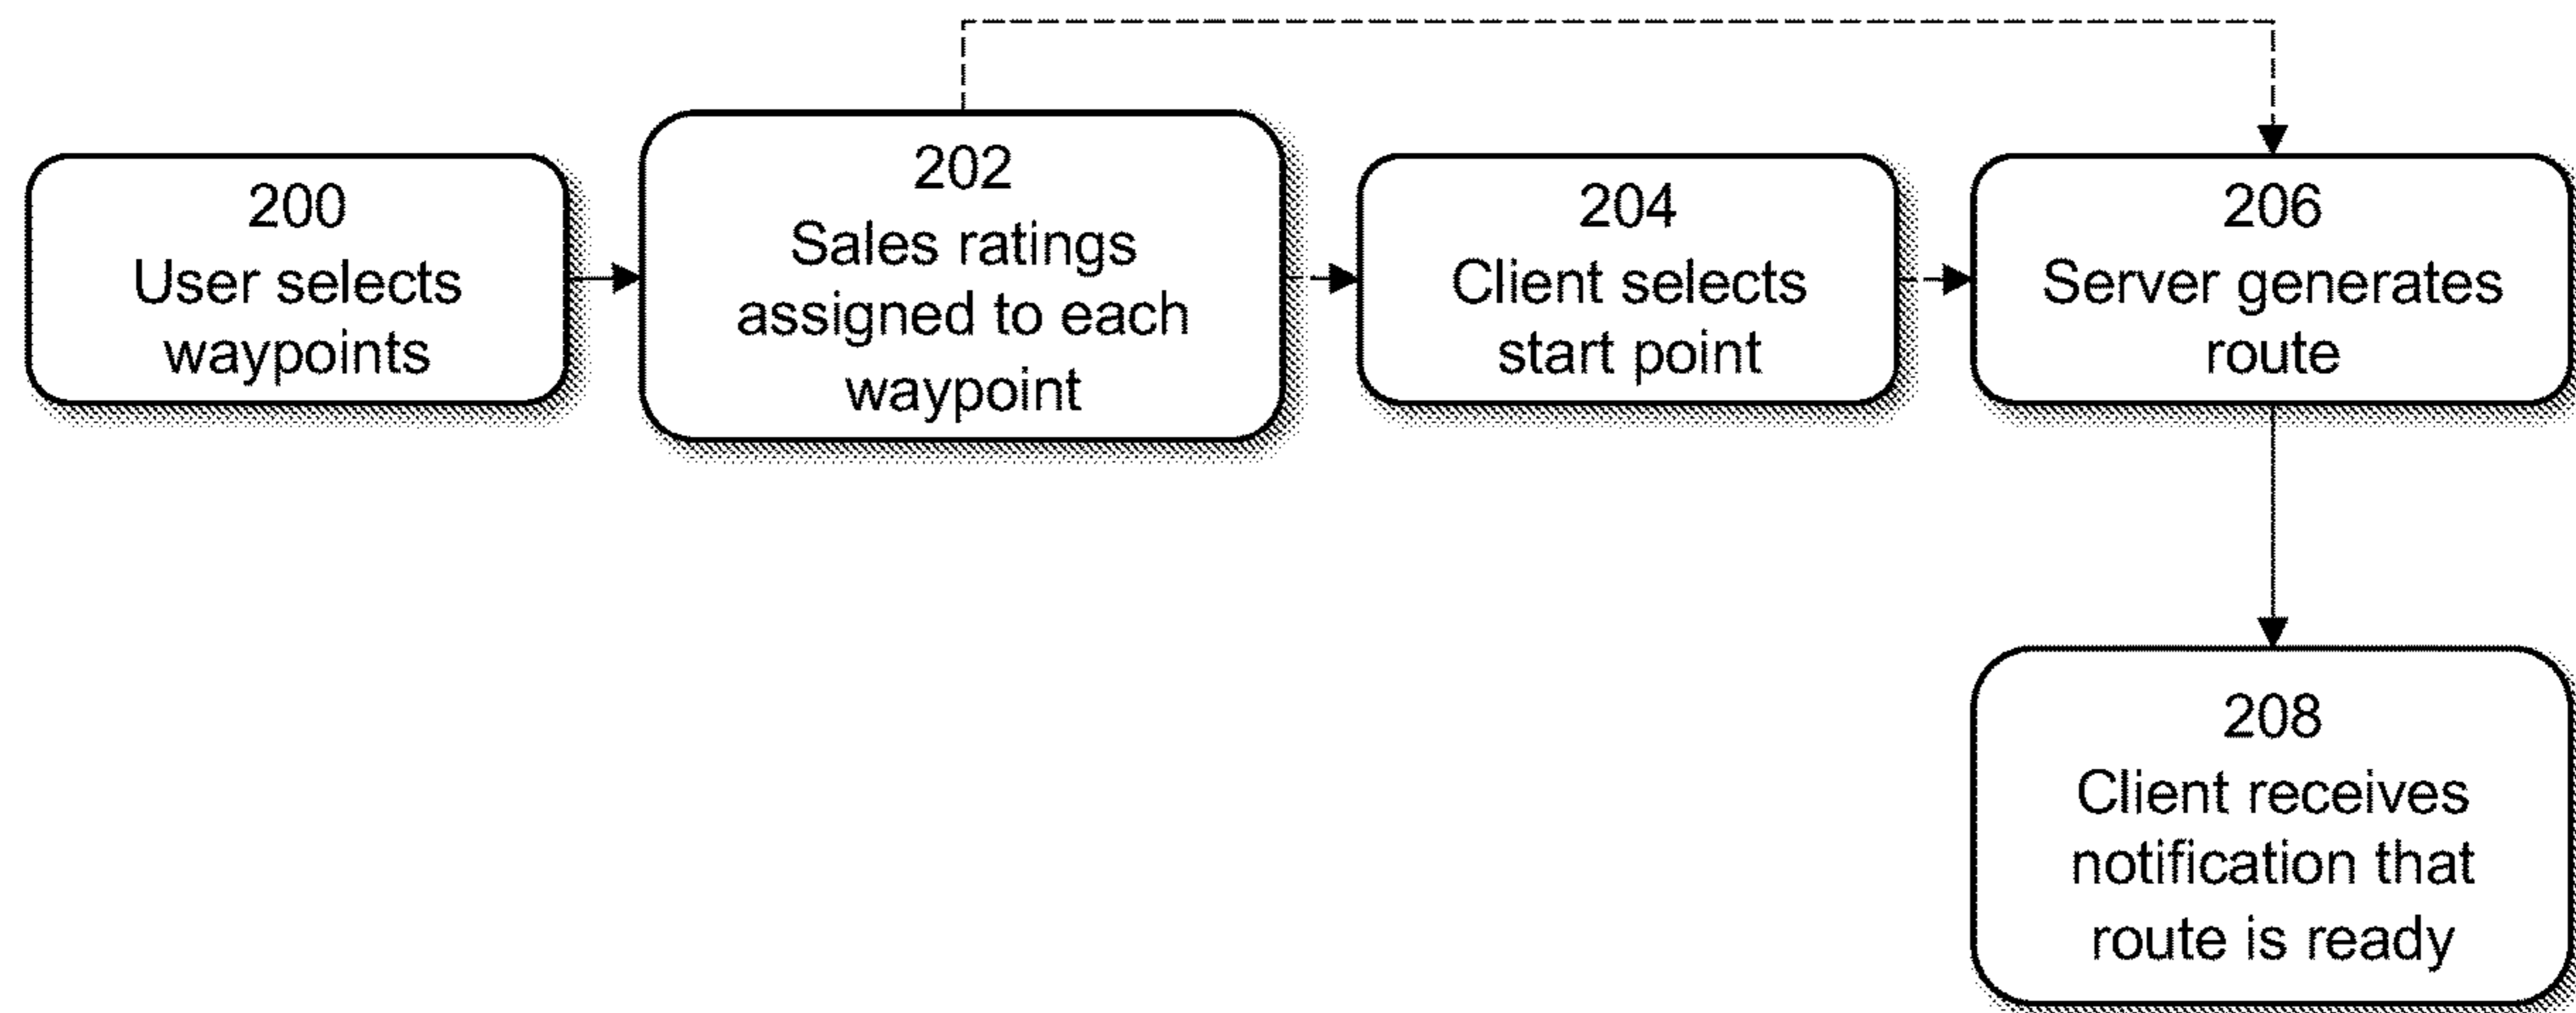 200
User selects
waypoints
202
Sales ratings
assigned to each
waypoint
204
Client selects
start point
206
Server generates
route
208
Client receives
notification that
route is ready